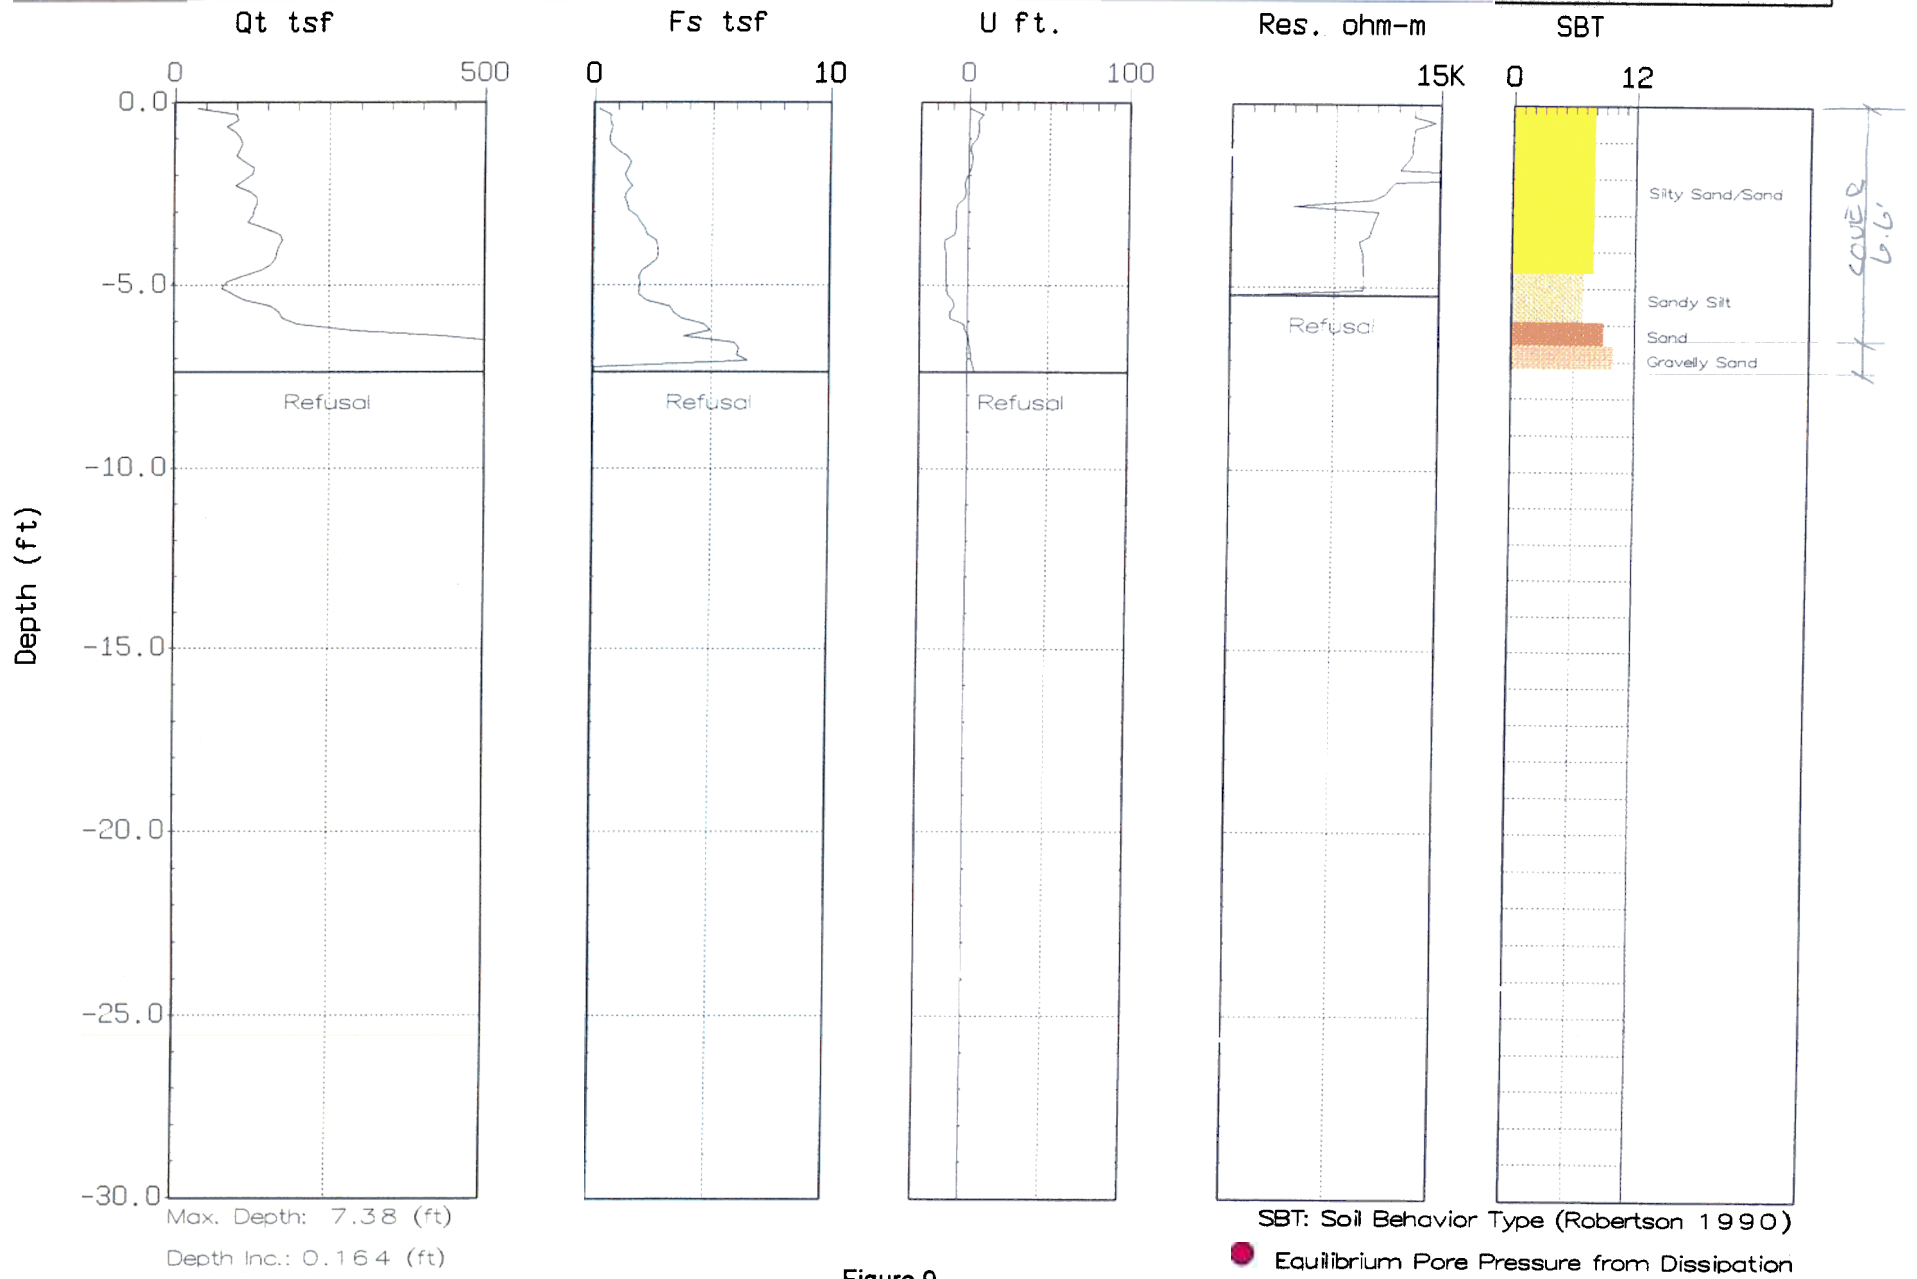 Qt tsf Fs tsf U ft. Res. ohm-m SBT
0 500 0 10 0 100 15K 0 12
0.0
Silty Sand/Sand
COVER
6.6'
-5.0
Sandy Silt
Refusal
Sand
Gravelly Sand
Refusal Refusal Refusal
-10.0
Depth (ft)
-15.0
-20.0
-25.0
-30.0
Max. Depth: 7.38 (ft)
SBT: Soil Behavior Type (Robertson 1990)
Depth Inc.: 0.164 (ft)
Equilibrium Pore Pressure from Dissipation
Figure 9